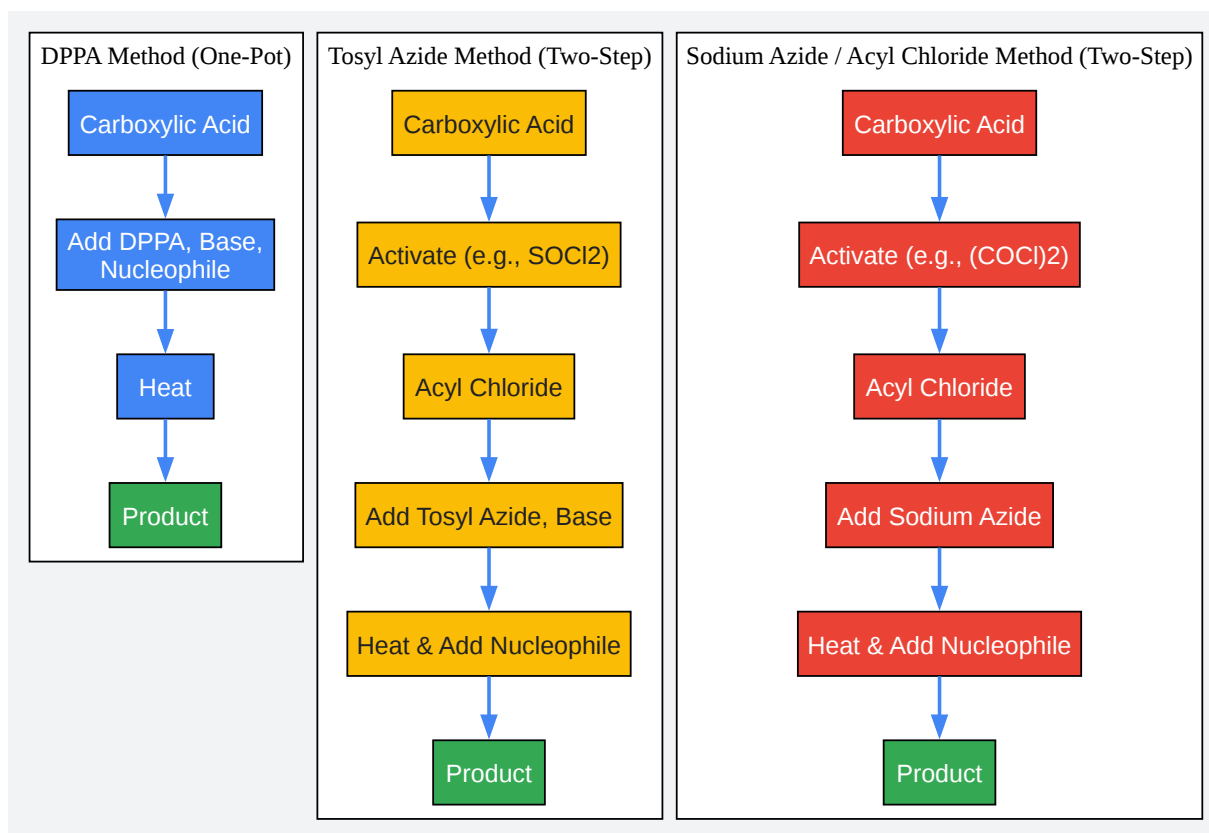 DPPA Method (One-Pot)
Carboxylic Acid
Add DPPA, Base,
Nucleophile
Heat
Product
Tosyl Azide Method (Two-Step)
Carboxylic Acid
Activate (e.g., SOCl2)
Acyl Chloride
Add Tosyl Azide, Base
Heat & Add Nucleophile
Product
Sodium Azide / Acyl Chloride Method (Two-Step)
Carboxylic Acid
Activate (e.g., (COCl)2)
Acyl Chloride
Add Sodium Azide
Heat & Add Nucleophile
Product